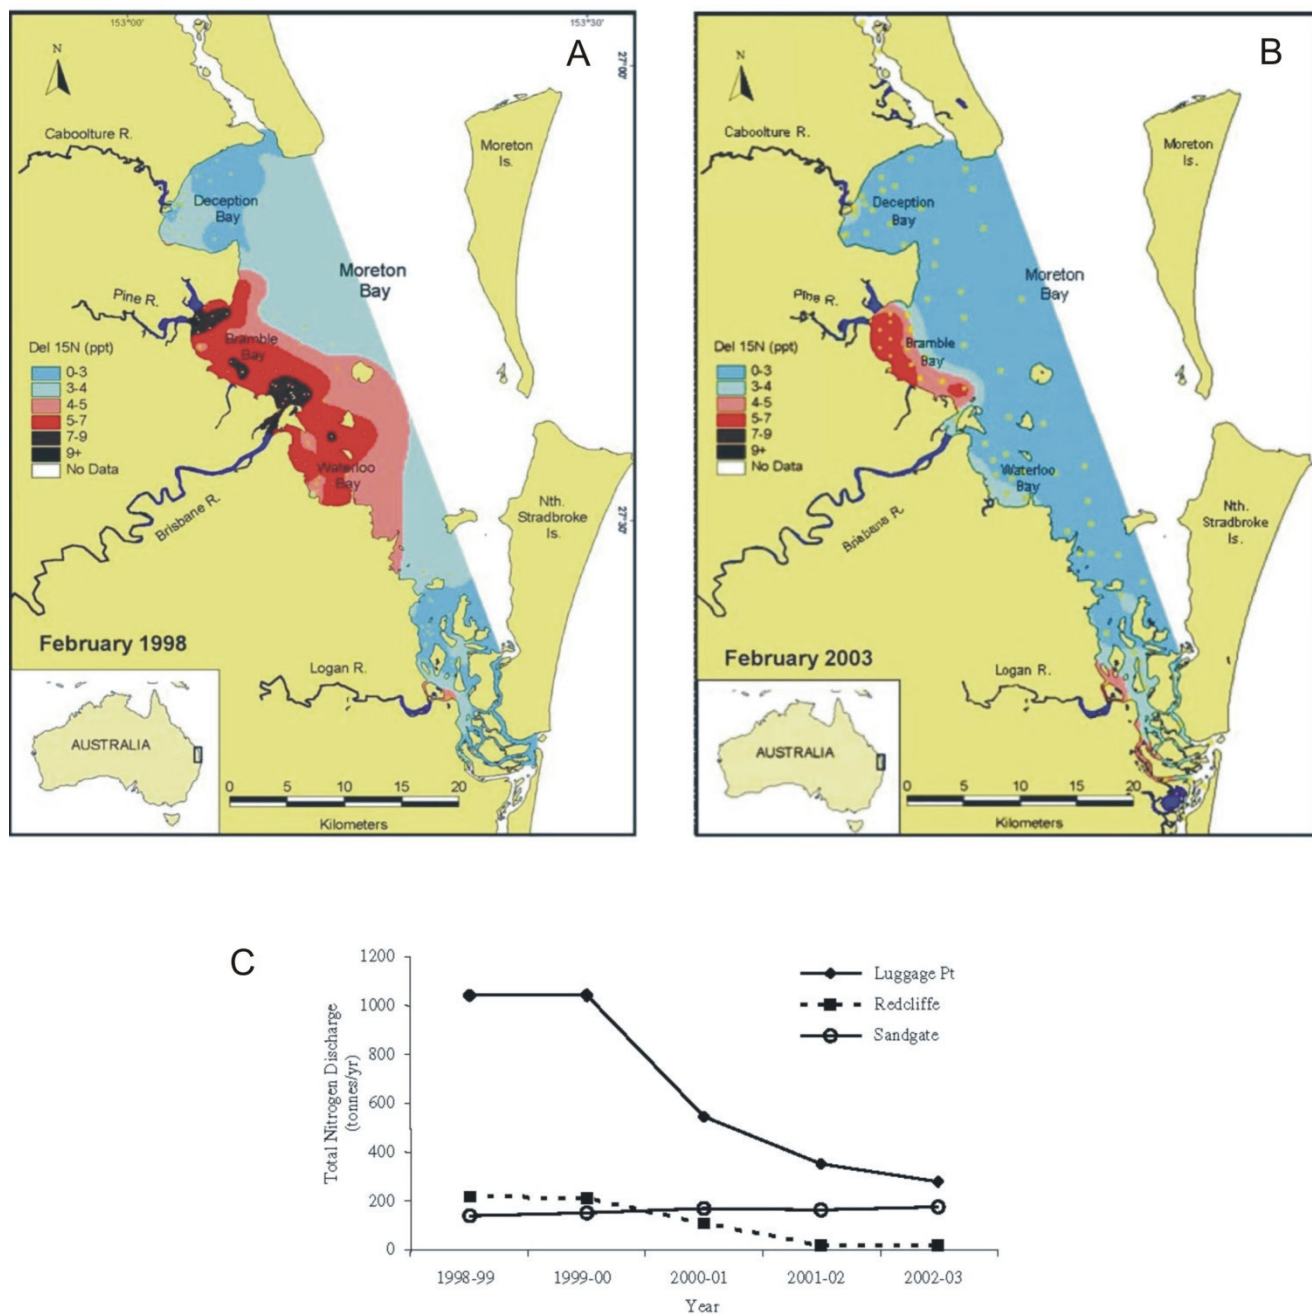 A
153°00'
153°30'
27°00'
N
Caboolture R.
Moreton
Is.
Deception
Bay
Moreton
Bay
Pine R.
Bramble
Bay
Del 15N (ppt)
0-3
3-4
4-5
5-7
7-9
9+
No Data
Waterloo
Bay
Brisbane R.
Nth.
Stradbroke
Is.
27°30'
February 1998
Logan R.
AUSTRALIA
0 5 10 15 20
Kilometers
B
N
Caboolture R.
Moreton
Is.
Deception
Bay
Moreton
Bay
Pine R.
Bramble
Bay
Del 15N (ppt)
0-3
3-4
4-5
5-7
7-9
9+
No Data
Waterloo
Bay
Brisbane R.
Nth.
Stradbroke
Is.
February 2003
Logan R.
AUSTRALIA
0 5 10 15 20
Kilometers
C
Total Nitrogen Discharge
(tonnes/yr)
1200
1000
800
600
400
200
0
Luggage Pt
Redcliffe
Sandgate
1998-99 1999-00 2000-01 2001-02 2002-03
Year